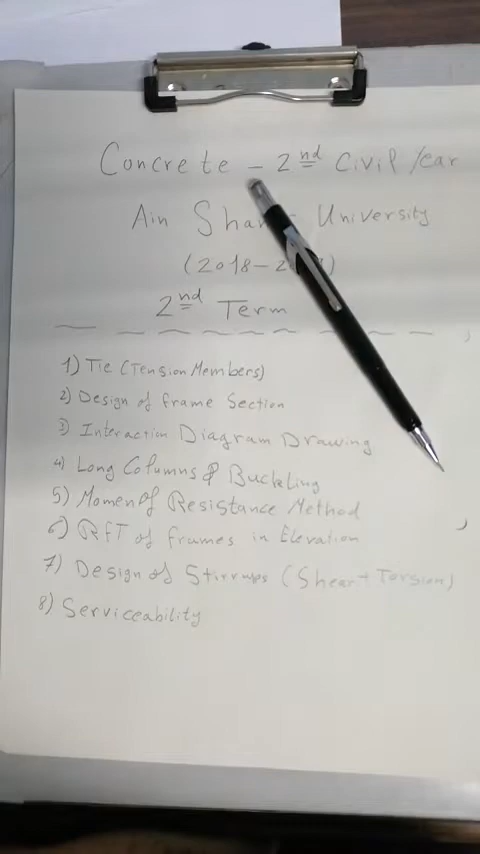 Concrete - 2nd Civil Year
Ain University
(2018-
2nd Term
1) Tie (Tension Members)
2) Design of frame Section
3) Interaction Diagram Drawing
4) Long Columns & Buckling
5) Moment of Resistance Method
6) RFT of frames in Elevation
7) Design of Stirrups (Shear + Torsion)
8) Serviceability